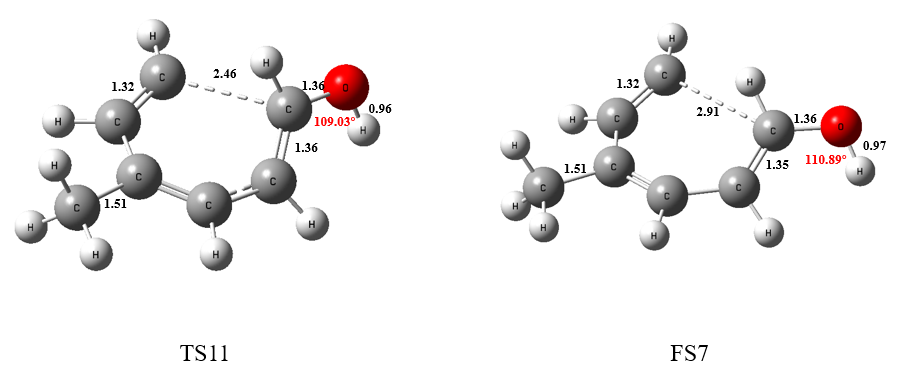 H H
1.32 2.46 1.36 O
C C 0.96
H C 109.03° H
H 1.36
C C
1.51 C C
H H H
H H
TS11
H H
1.32 2.91 1.36 O
C C 0.97
H C 110.89° H
H 1.35
1.51 C
C C C
H
H H H
FS7